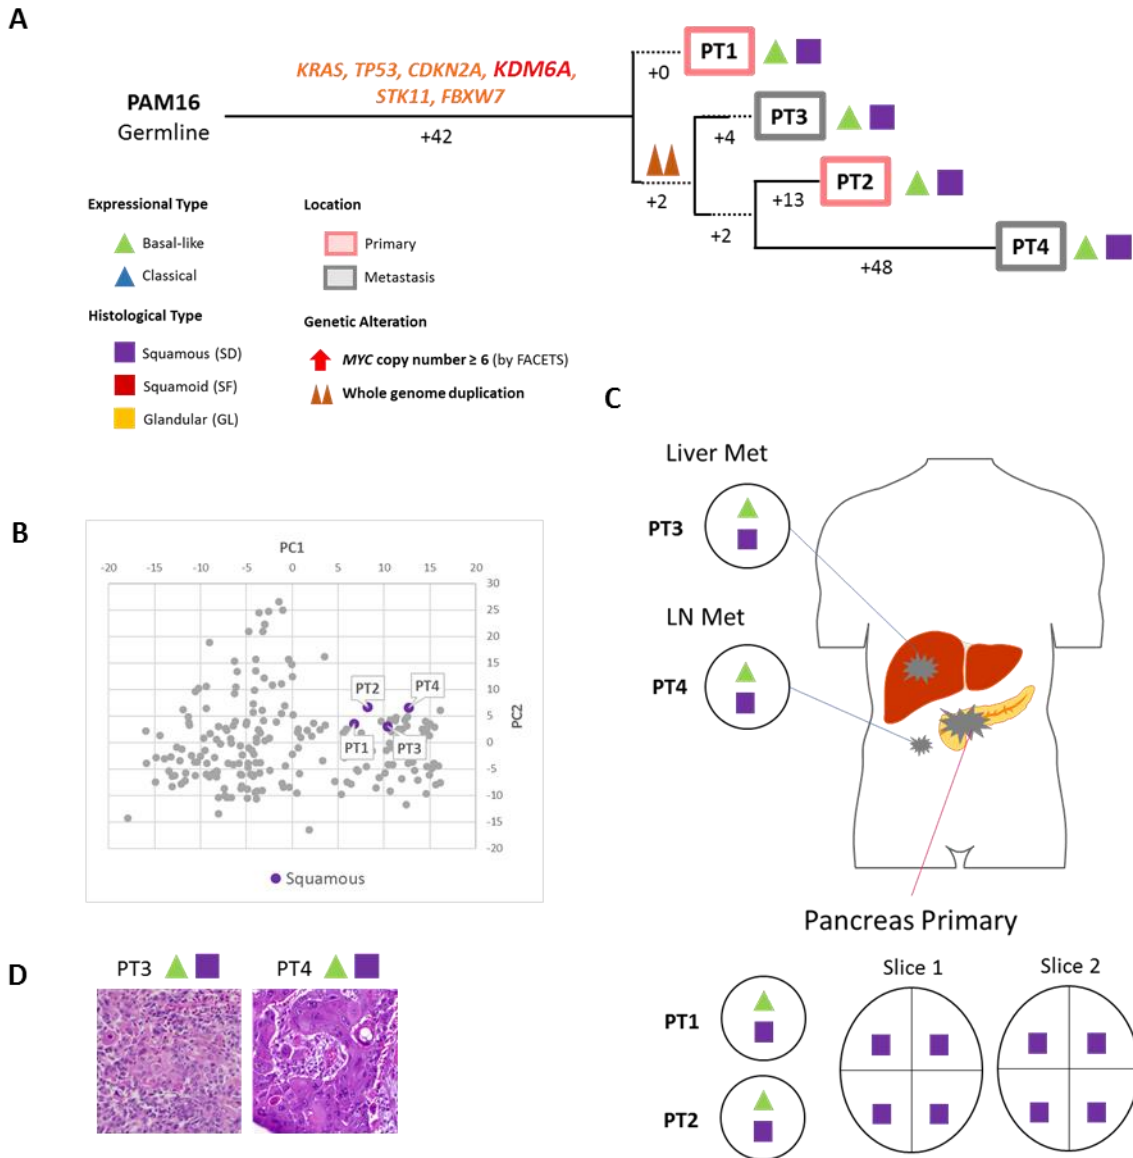 A
KRAS, TP53, CDKN2A, KDM6A,
STK11, FBXW7
PAM16
Germline
+42
+0
PT1
+4
PT3
+2
+13
PT2
+2
+48
PT4
Expressional Type
Basal-like
Classical
Histological Type
Squamous (SD)
Squamoid (SF)
Glandular (GL)
Location
Primary
Metastasis
Genetic Alteration
MYC copy number ≥ 6 (by FACETS)
Whole genome duplication
B
PC1
-20 -15 -10 -5 0 5 10 15 20
30
25
20
15
10
5
0
-5
-10
-15
-20
PC2
PT2
PT4
PT1
PT3
Squamous
C
Liver Met
PT3
LN Met
PT4
Pancreas Primary
Slice 1
Slice 2
PT1
PT2
D
PT3
PT4